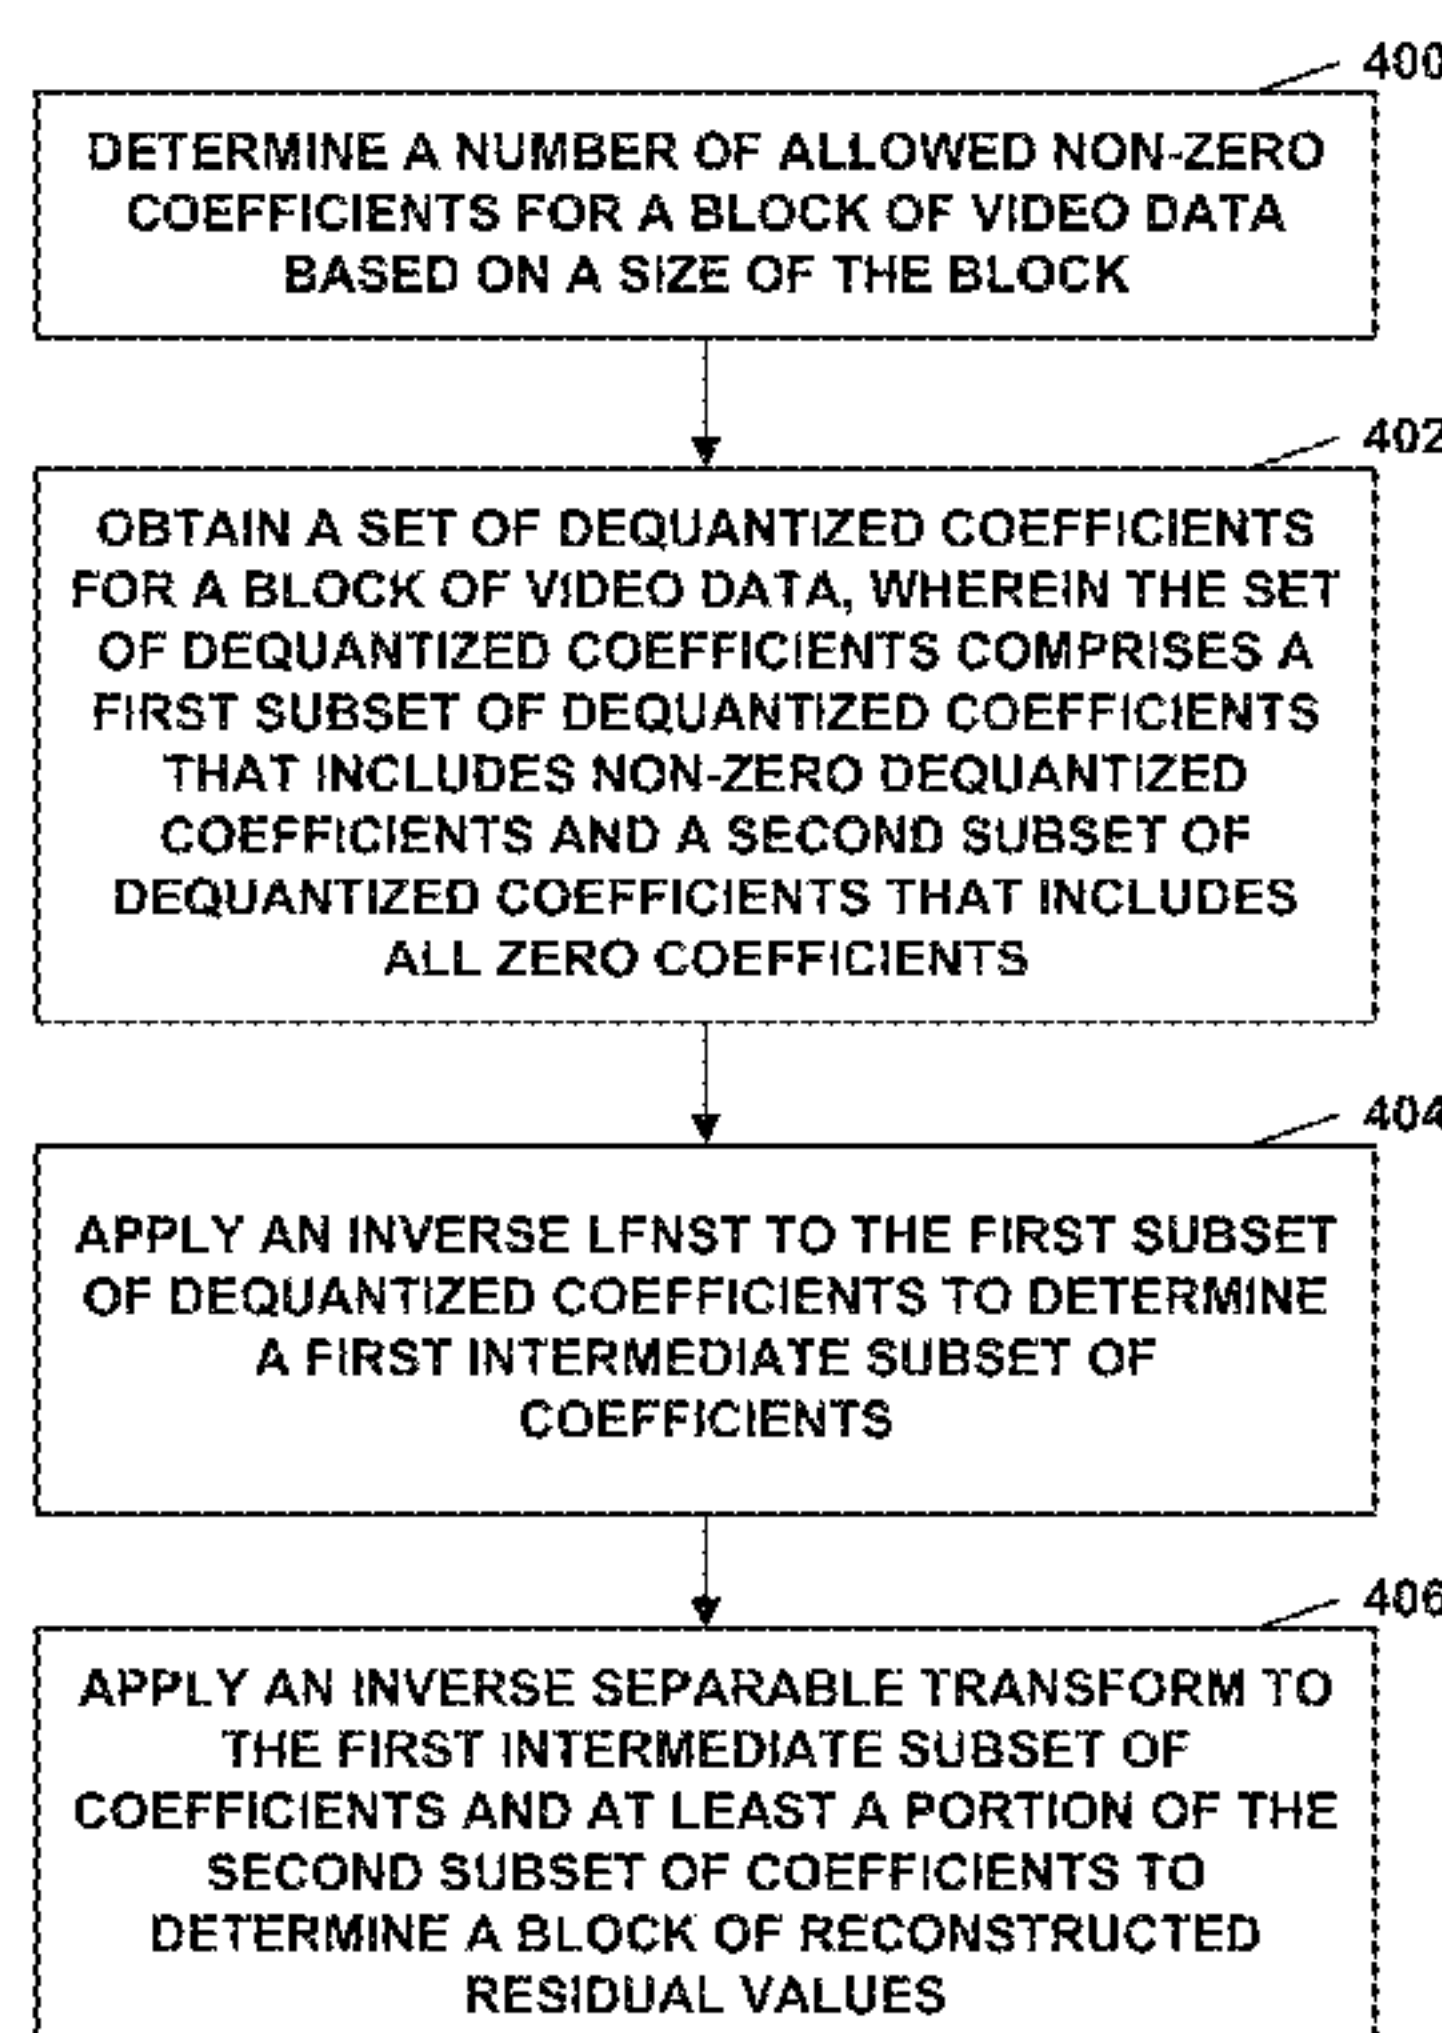 400
DETERMINE A NUMBER OF ALLOWED NON-ZERO
COEFFICIENTS FOR A BLOCK OF VIDEO DATA
BASED ON A SIZE OF THE BLOCK
402
OBTAIN A SET OF DEQUANTIZED COEFFICIENTS
FOR A BLOCK OF VIDEO DATA, WHEREIN THE SET
OF DEQUANTIZED COEFFICIENTS COMPRISES A
FIRST SUBSET OF DEQUANTIZED COEFFICIENTS
THAT INCLUDES NON-ZERO DEQUANTIZED
COEFFICIENTS AND A SECOND SUBSET OF
DEQUANTIZED COEFFICIENTS THAT INCLUDES
ALL ZERO COEFFICIENTS
404
APPLY AN INVERSE LFNST TO THE FIRST SUBSET
OF DEQUANTIZED COEFFICIENTS TO DETERMINE
A FIRST INTERMEDIATE SUBSET OF
COEFFICIENTS
406
APPLY AN INVERSE SEPARABLE TRANSFORM TO
THE FIRST INTERMEDIATE SUBSET OF
COEFFICIENTS AND AT LEAST A PORTION OF THE
SECOND SUBSET OF COEFFICIENTS TO
DETERMINE A BLOCK OF RECONSTRUCTED
RESIDUAL VALUES